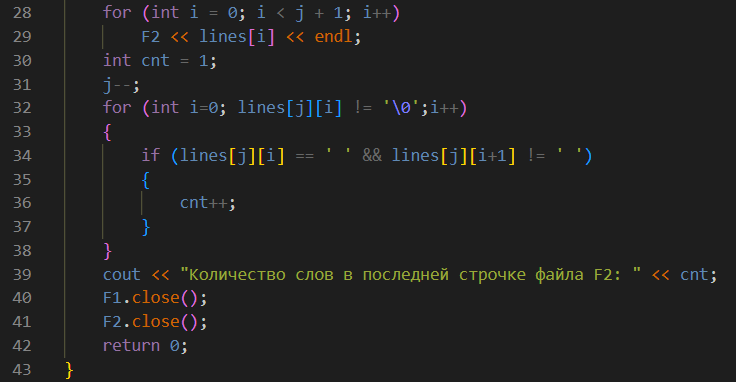 28 for (int i = 0; i < j + 1; i++)
29 F2 << lines[i] << endl;
30 int cnt = 1;
31 j--;
32 for (int i=0; lines[j][i] != '\0';i++)
33 {
34 if (lines[j][i] == ' ' && lines[j][i+1] != ' ')
35 {
36 cnt++;
37 }
38 }
39 cout << "Количество слов в последней строчке файла F2: " << cnt;
40 F1.close();
41 F2.close();
42 return 0;
43 }